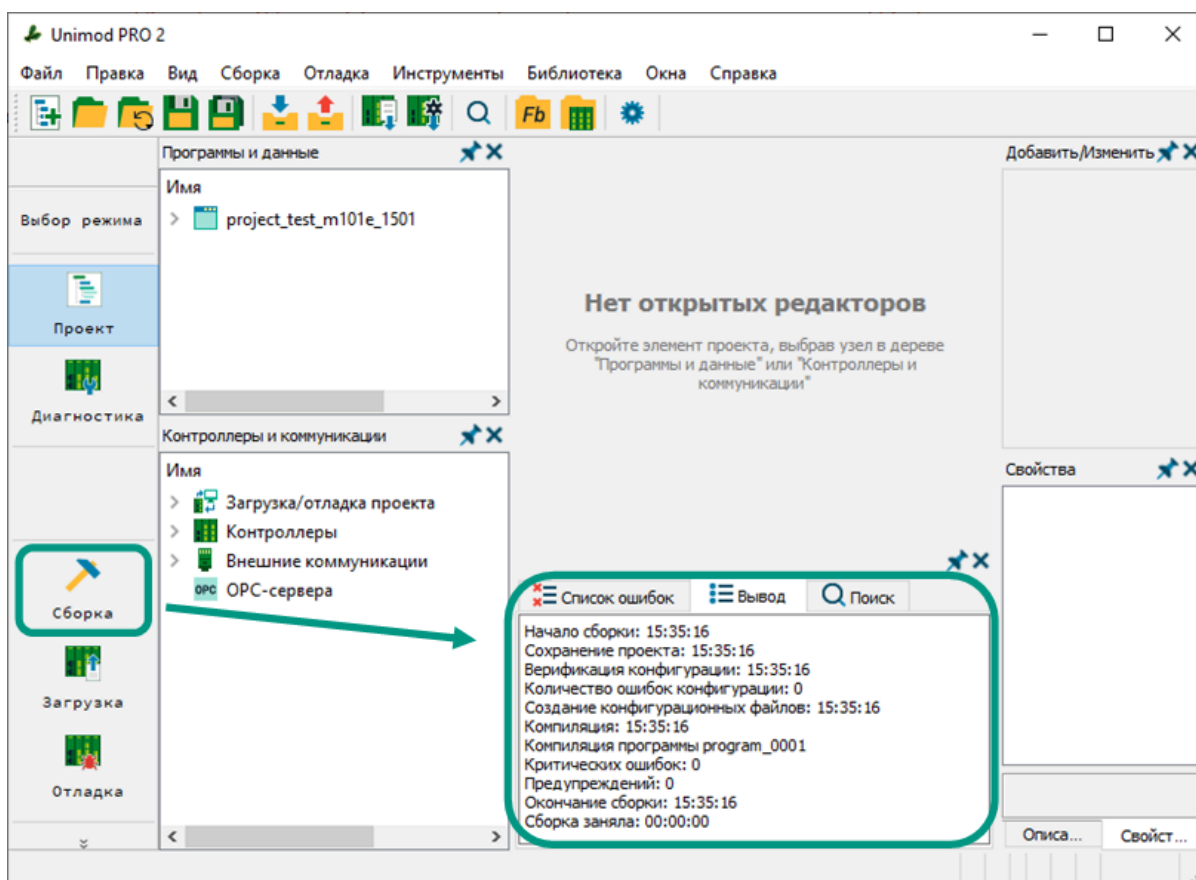 Unimod PRO 2
Файл Правка Вид Сборка Отладка Инструменты Библиотека Окна Справка
Fb
Выбор режима
Проект
Диагностика
Сборка
Загрузка
Отладка
Программы и данные
Имя
project_test_m101e_1501
Контроллеры и коммуникации
Имя
Загрузка/отладка проекта
Контроллеры
Внешние коммуникации
OPC OPC-сервера
Нет открытых редакторов
Откройте элемент проекта, выбрав узел в дереве
"Программы и данные" или "Контроллеры и
коммуникации"
Список ошибок Вывод Поиск
Начало сборки: 15:35:16
Сохранение проекта: 15:35:16
Верификация конфигурации: 15:35:16
Количество ошибок конфигурации: 0
Создание конфигурационных файлов: 15:35:16
Компиляция: 15:35:16
Компиляция программы program_0001
Критических ошибок: 0
Предупреждений: 0
Окончание сборки: 15:35:16
Сборка заняла: 00:00:00
Добавить/Изменить
Свойства
Описа... Свойст...